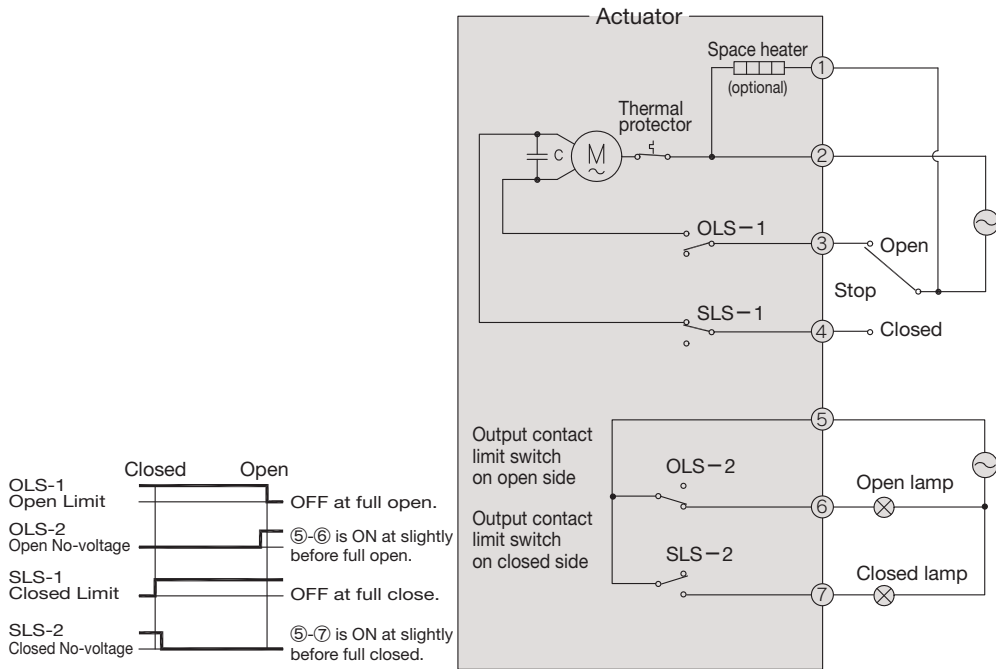 Actuator
Space heater
(optional)
1
Thermal
protector
C
M
2
OLS-1
3
Open
Stop
SLS-1
4
Closed
5
Output contact
limit switch
on open side
OLS-2
6
Open lamp
Output contact
limit switch
on closed side
SLS-2
7
Closed lamp
Closed
Open
OLS-1
Open Limit
OFF at full open.
OLS-2
Open No-voltage
⑤-⑥ is ON at slightly
before full open.
SLS-1
Closed Limit
OFF at full close.
SLS-2
Closed No-voltage
⑤-⑦ is ON at slightly
before full closed.